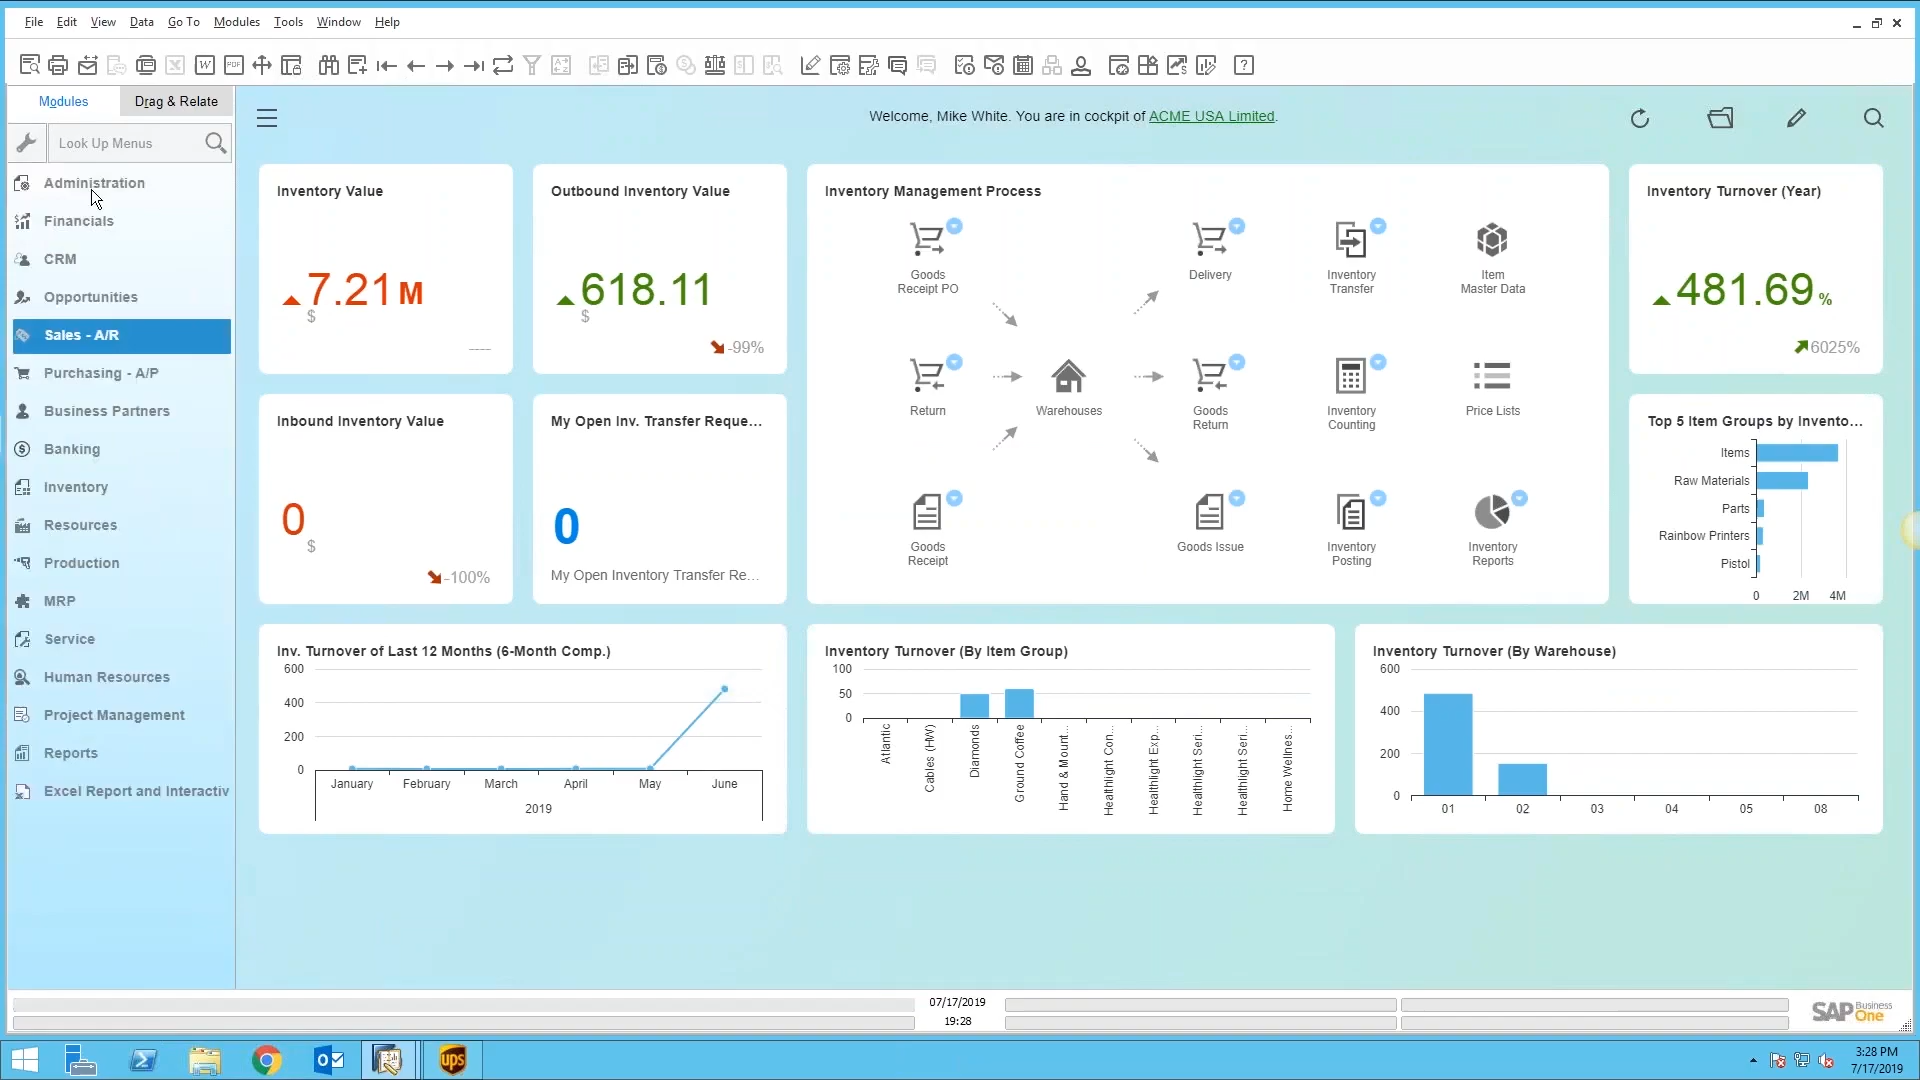 File Edit View Data Go To Modules Tools Window Help
Modules Drag & Relate
Look Up Menus
Administration
Financials
CRM
Opportunities
Sales - A/R
Purchasing - A/P
Business Partners
Banking
Inventory
Resources
Production
MRP
Service
Human Resources
Project Management
Reports
Excel Report and Interactiv
Welcome, Mike White. You are in cockpit of ACME USA Limited.
Inventory Value
7.21 M
$
----
Outbound Inventory Value
618.11
$
-99%
Inbound Inventory Value
0
$
-100%
My Open Inv. Transfer Reque...
0
My Open Inventory Transfer Re...
Inventory Management Process
Goods
Receipt PO
Delivery
Inventory
Transfer
Item
Master Data
Return
Warehouses
Goods
Return
Inventory
Counting
Price Lists
Goods
Receipt
Goods Issue
Inventory
Posting
Inventory
Reports
Inventory Turnover (Year)
481.69 %
6025%
Top 5 Item Groups by Invento...
Items
Raw Materials
Parts
Rainbow Printers
Pistol
0 2M 4M
Inv. Turnover of Last 12 Months (6-Month Comp.)
600
400
200
0
January February March April May June
2019
Inventory Turnover (By Item Group)
100
50
0
Atlantic
Cables (HW)
Diamonds
Ground Coffee
Hand & Mount...
Healthlight Con...
Healthlight Exp...
Healthlight Seri...
Healthlight Seri...
Home Wellnes...
Inventory Turnover (By Warehouse)
600
400
200
0
01 02 03 04 05 08
07/17/2019
19:28
SAP Business One
ups
3:28 PM
7/17/2019